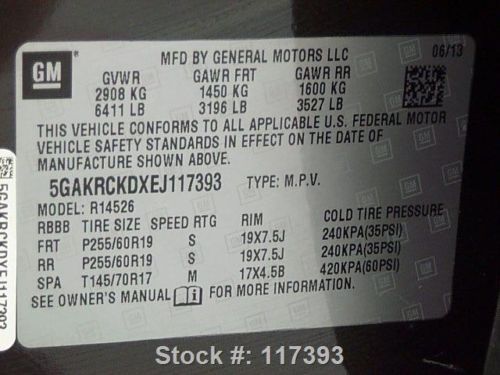 GM
MFD BY GENERAL MOTORS LLC 06/13
GVWR GAWR FRT GAWR RR
2908 KG 1450 KG 1600 KG
6411 LB 3196 LB 3527 LB
THIS VEHICLE CONFORMS TO ALL APPLICABLE U.S. FEDERAL MOTOR
VEHICLE SAFETY STANDARDS IN EFFECT ON THE DATE OF
MANUFACTURE SHOWN ABOVE.
5GAKRCKDXEJ117393 TYPE: M.P.V.
MODEL: R14526
RBBB TIRE SIZE SPEED RTG RIM COLD TIRE PRESSURE
FRT P255/60R19 S 19X7.5J 240KPA(35PSI)
RR P255/60R19 S 19X7.5J 240KPA(35PSI)
SPA T145/70R17 M 17X4.5B 420KPA(60PSI)
SEE OWNER'S MANUAL i FOR MORE INFORMATION.
5GAKRCKDXEJ117393
Stock #: 117393